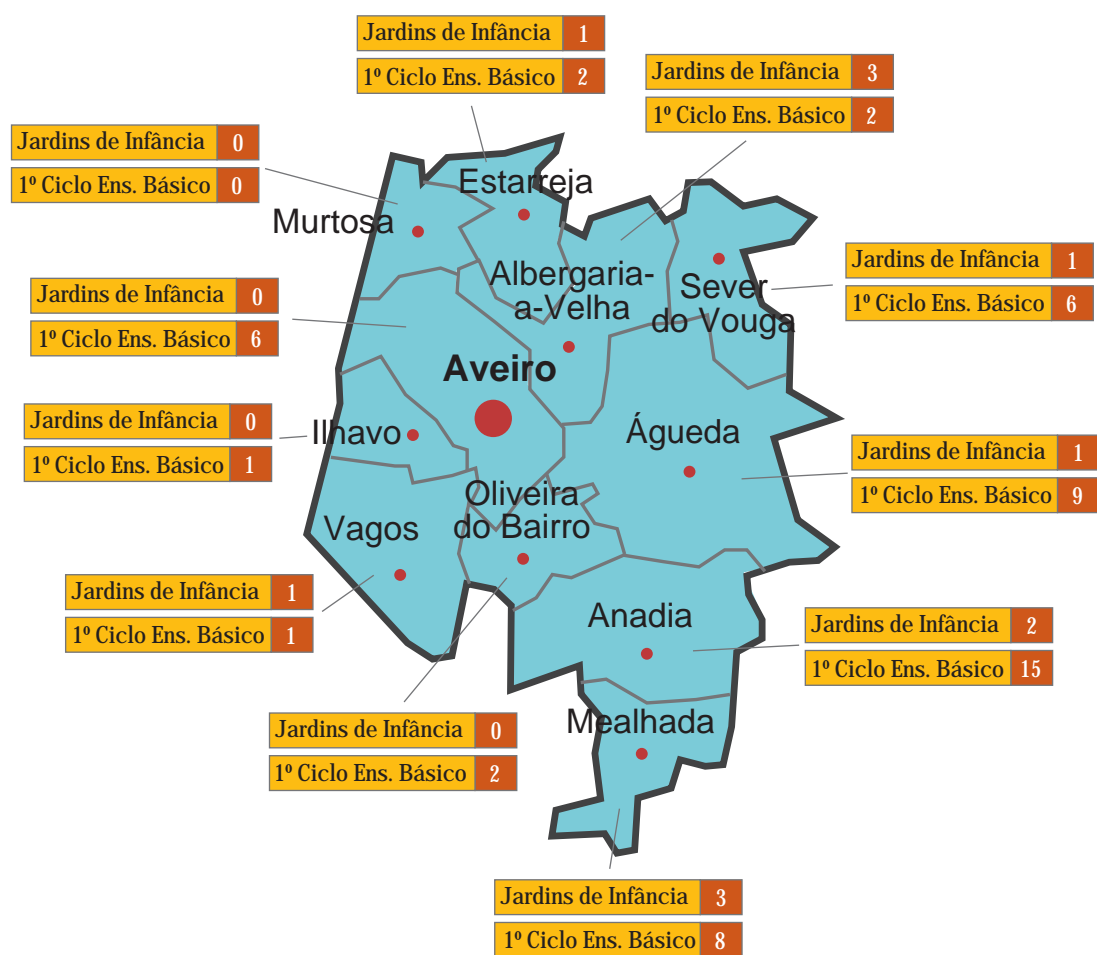 Jardins de Infância 1
1º Ciclo Ens. Básico 2
Jardins de Infância 3
1º Ciclo Ens. Básico 2
Jardins de Infância 0
1º Ciclo Ens. Básico 0
Estarreja
Murtosa
Jardins de Infância 0
1º Ciclo Ens. Básico 6
Albergaria-
a-Velha
Sever
do Vouga
Jardins de Infância 1
1º Ciclo Ens. Básico 6
Aveiro
Jardins de Infância 0
1º Ciclo Ens. Básico 1
Ilhavo
Águeda
Jardins de Infância 1
1º Ciclo Ens. Básico 9
Oliveira
do Bairro
Vagos
Jardins de Infância 1
1º Ciclo Ens. Básico 1
Anadia
Jardins de Infância 2
1º Ciclo Ens. Básico 15
Jardins de Infância 0
1º Ciclo Ens. Básico 2
Mealhada
Jardins de Infância 3
1º Ciclo Ens. Básico 8